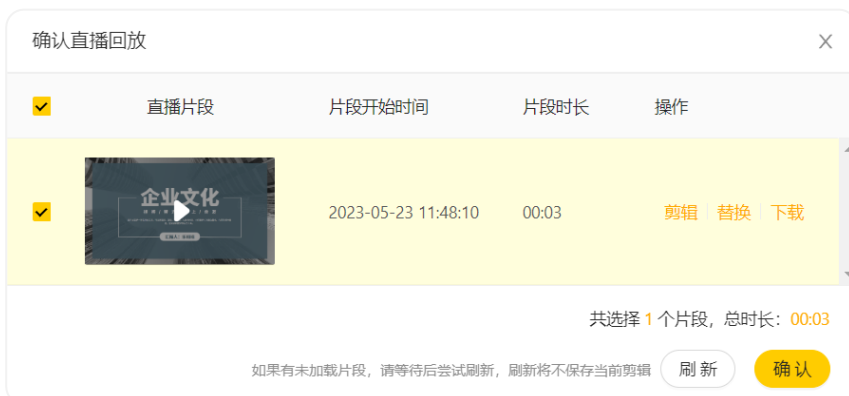 确认直播回放
直播片段 片段开始时间 片段时长 操作
企业文化
2023-05-23 11:48:10 00:03 剪辑 替换 下载
共选择 1 个片段，总时长：00:03
如果有未加载片段，请等待后尝试刷新，刷新将不保存当前剪辑 刷新 确认